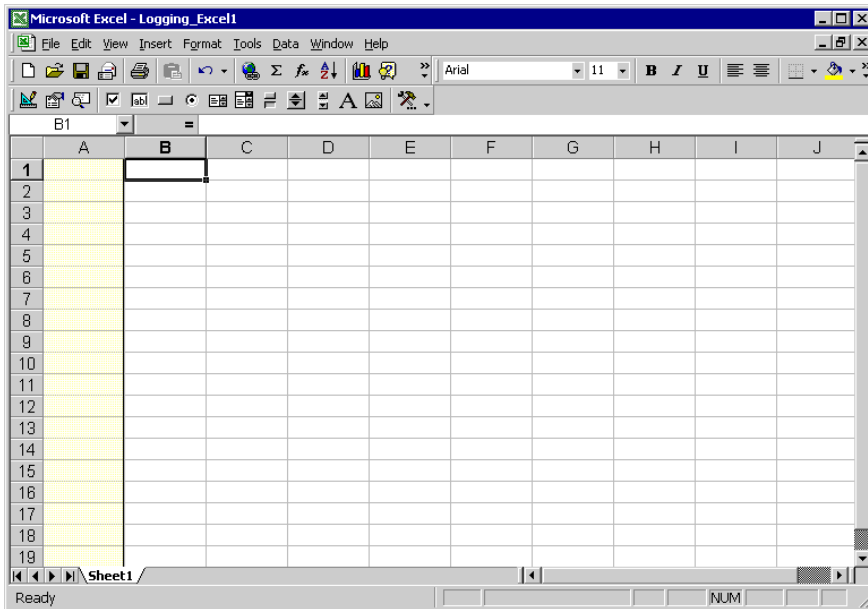 Microsoft Excel - Logging_Excel1
File Edit View Insert Format Tools Data Window Help
Arial 11 B I U
ab| A
B1 =
A B C D E F G H I J
1
2
3
4
5
6
7
8
9
10
11
12
13
14
15
16
17
18
19
Sheet1
Ready NUM